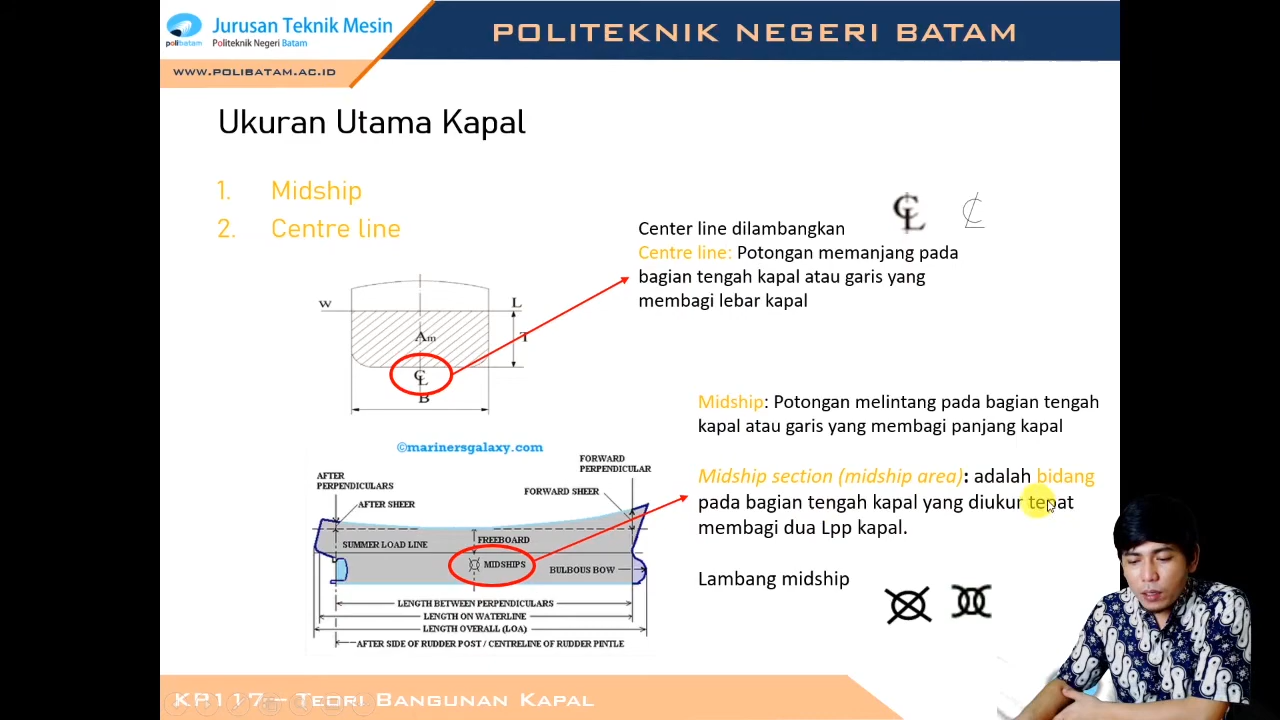 polibatam
Jurusan Teknik Mesin
Politeknik Negeri Batam
POLITEKNIK NEGERI BATAM
WWW.POLIBATAM.AC.ID
Ukuran Utama Kapal
1. Midship
2. Centre line
Center line dilambangkan
CL
CL
Centre line: Potongan memanjang pada
bagian tengah kapal atau garis yang
membagi lebar kapal
W
L
Am
T
CL
B
Midship: Potongan melintang pada bagian tengah
kapal atau garis yang membagi panjang kapal
Midship section (midship area): adalah bidang
pada bagian tengah kapal yang diukur tepat
membagi dua Lpp kapal.
Lambang midship
©marinersgalaxy.com
AFTER
PERPENDICULARS
FORWARD
PERPENDICULAR
AFTER SHEER
FORWARD SHEER
SUMMER LOAD LINE
FREEBOARD
MIDSHIPS
BULBOUS BOW
LENGTH BETWEEN PERPENDICULARS
LENGTH ON WATERLINE
LENGTH OVERALL (LOA)
AFTER SIDE OF RUDDER POST / CENTRELINE OF RUDDER PINTLE
KP117 – TEORI BANGUNAN KAPAL